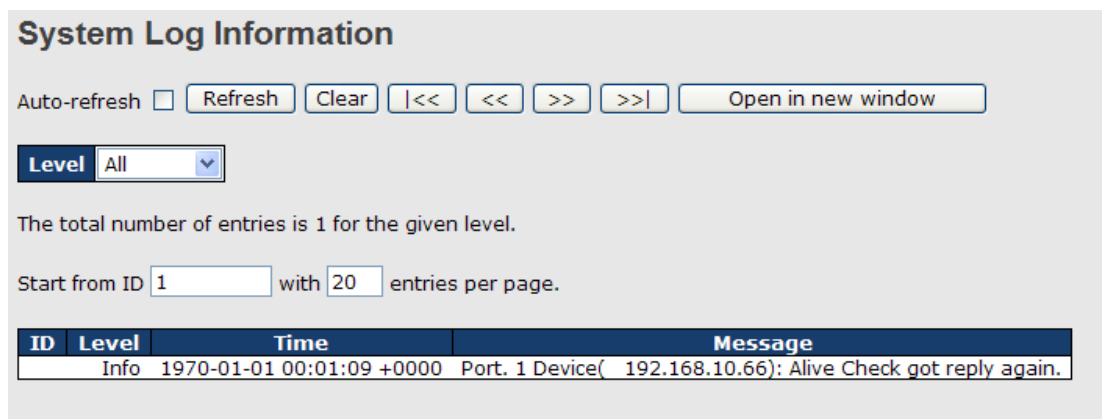 System Log Information
Auto-refresh Refresh Clear |<< << >> >>| Open in new window
Level All
The total number of entries is 1 for the given level.
Start from ID 1 with 20 entries per page.
ID Level Time Message
Info 1970-01-01 00:01:09 +0000 Port. 1 Device( 192.168.10.66): Alive Check got reply again.